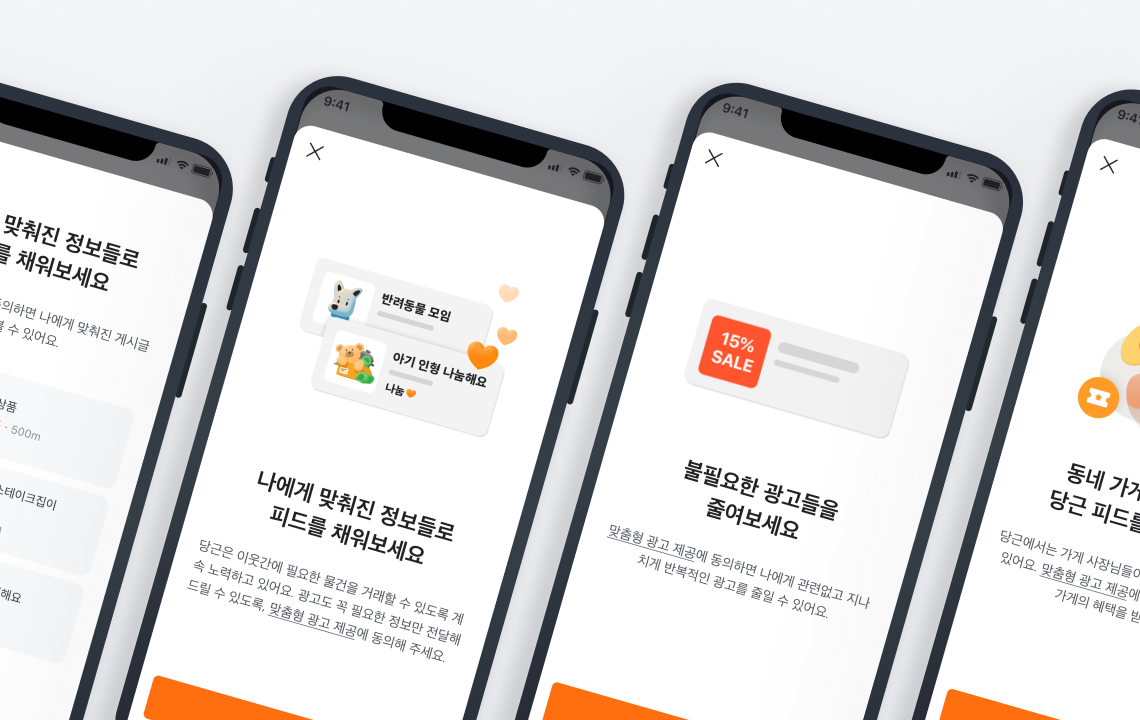 맞춰진 정보들로
를 채워보세요
의하면 나에게 맞춰진 게시글
수 있어요.
상품
· 500m
스테이크집이
해요
9:41
반려동물 모임
아기 인형 나눔해요
나눔
나에게 맞춰진 정보들로
피드를 채워보세요
당근은 이웃간에 필요한 물건을 거래할 수 있도록 계
속 노력하고 있어요. 광고도 꼭 필요한 정보만 전달해
드릴 수 있도록, 맞춤형 광고 제공에 동의해 주세요.
9:41
15%
SALE
불필요한 광고들을
줄여보세요
맞춤형 광고 제공에 동의하면 나에게 관련없고 지나
치게 반복적인 광고를 줄일 수 있어요.
9:41
동네 가게
당근 피드를
당근에서는 가게 사장님들이
있어요. 맞춤형 광고 제공에
가게의 혜택을 받